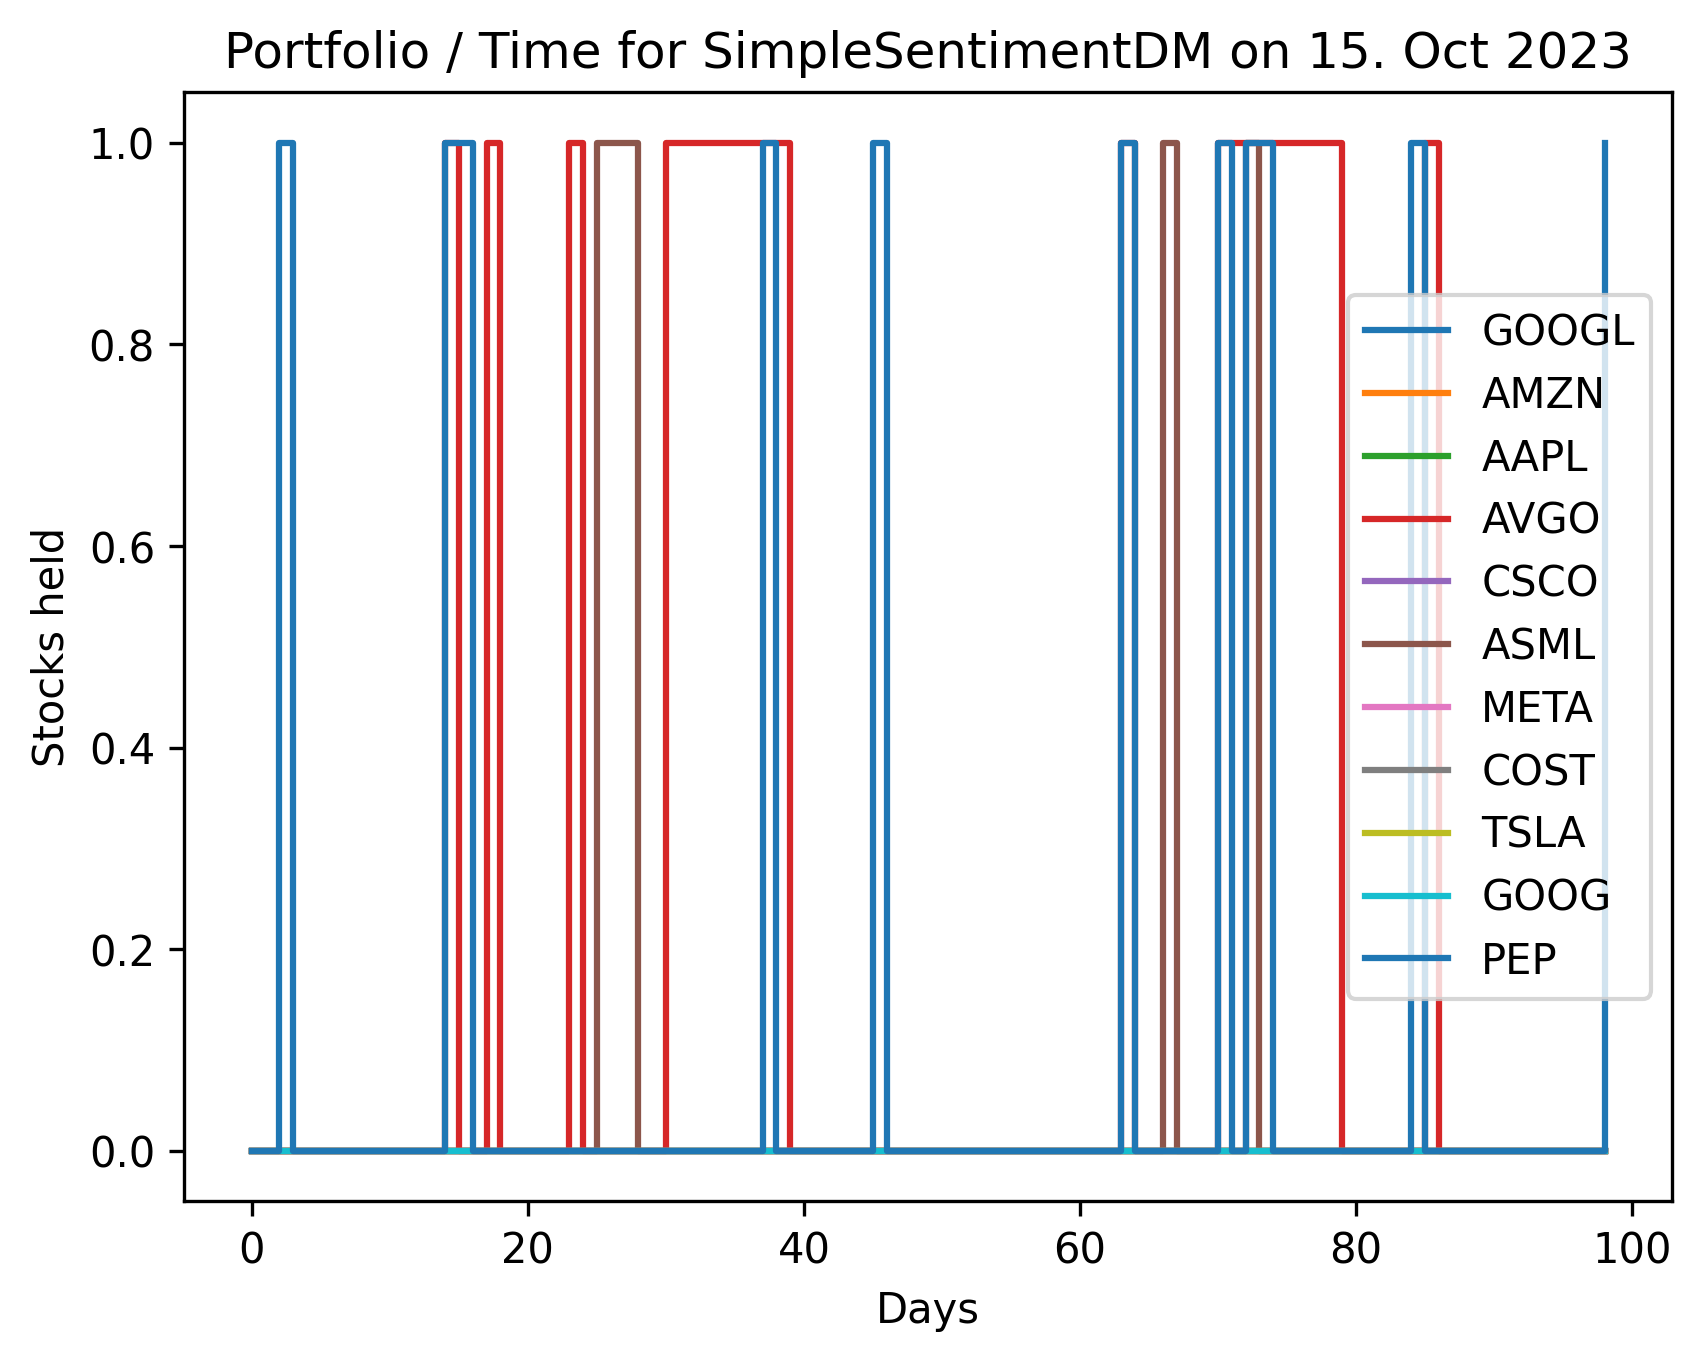 Portfolio / Time for SimpleSentimentDM on 15. Oct 2023
1.0
0.8
0.6
0.4
0.2
0.0
Stocks held
GOOGL
AMZN
AAPL
AVGO
CSCO
ASML
META
COST
TSLA
GOOG
PEP
0 20 40 60 80 100
Days